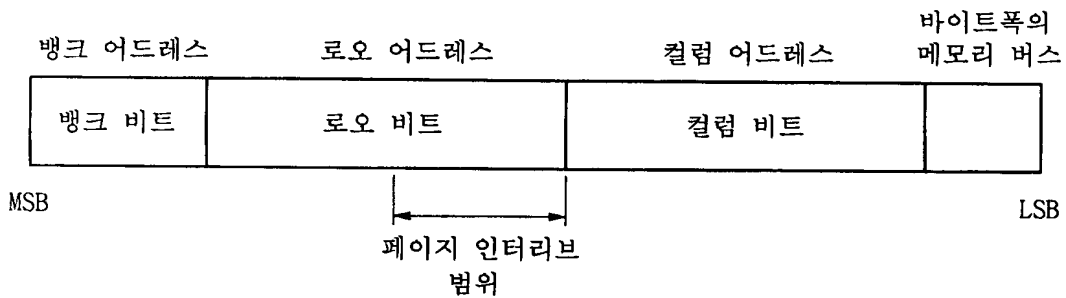 뱅크 어드레스
로오 어드레스
컬럼 어드레스
바이트폭의
메모리 버스
뱅크 비트
로오 비트
컬럼 비트
MSB
LSB
페이지 인터리브
범위